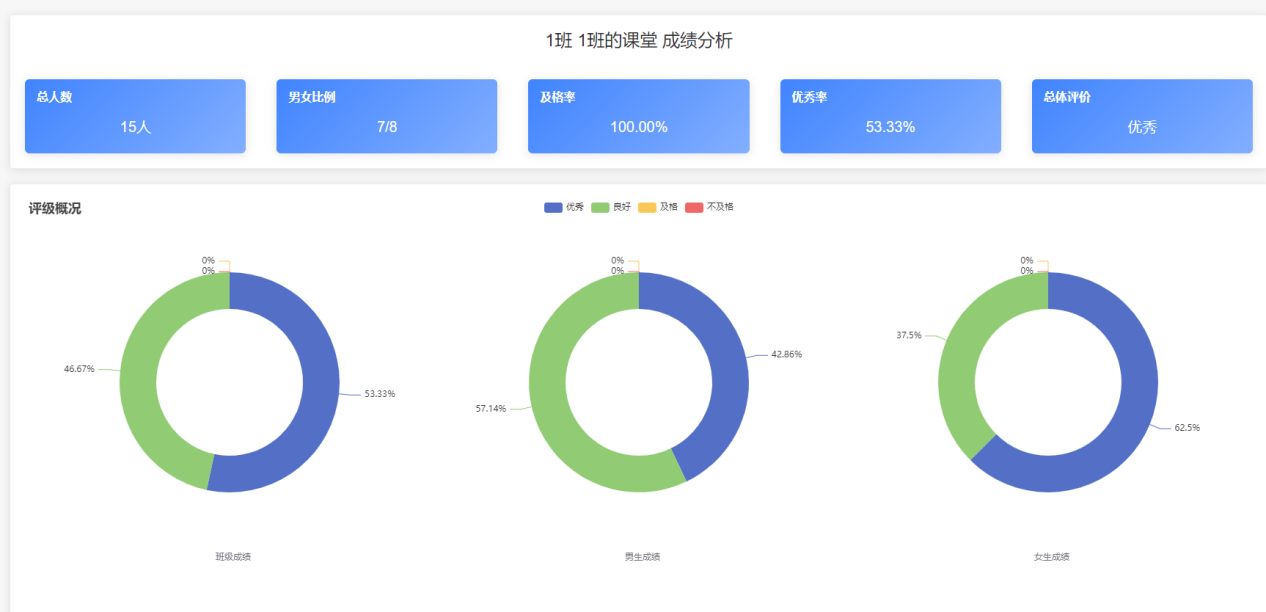 1班 1班的课堂 成绩分析
总人数
15人
男女比例
7/8
及格率
100.00%
优秀率
53.33%
总体评价
优秀
评级概况
优秀 良好 及格 不及格
0%
0%
46.67%
53.33%
班级成绩
0%
0%
42.86%
57.14%
男生成绩
0%
0%
37.5%
62.5%
女生成绩